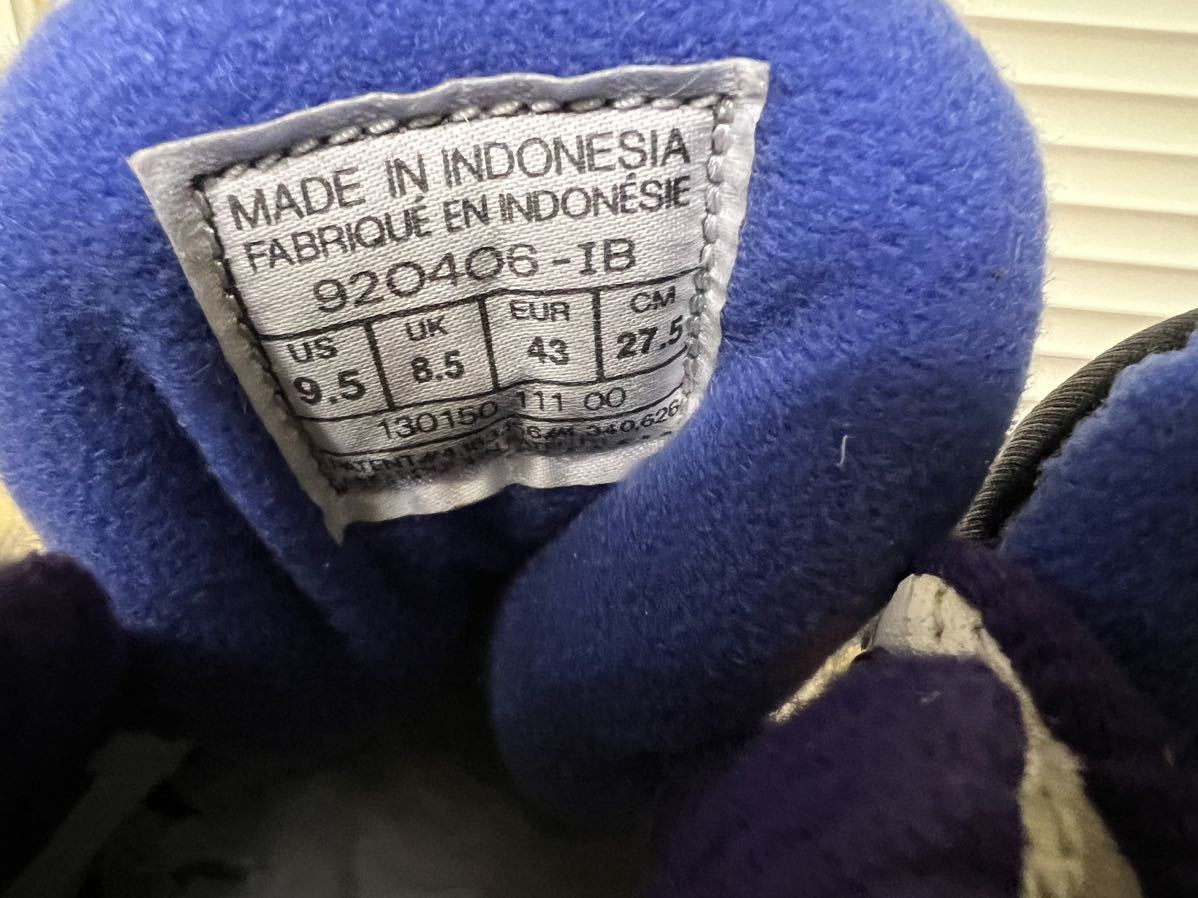 MADE IN INDONESIA
FABRIQUÉ EN INDONÉSIE
920406-IB
US UK EUR CM
9.5 8.5 43 27.5
130150 111 00
PATENT